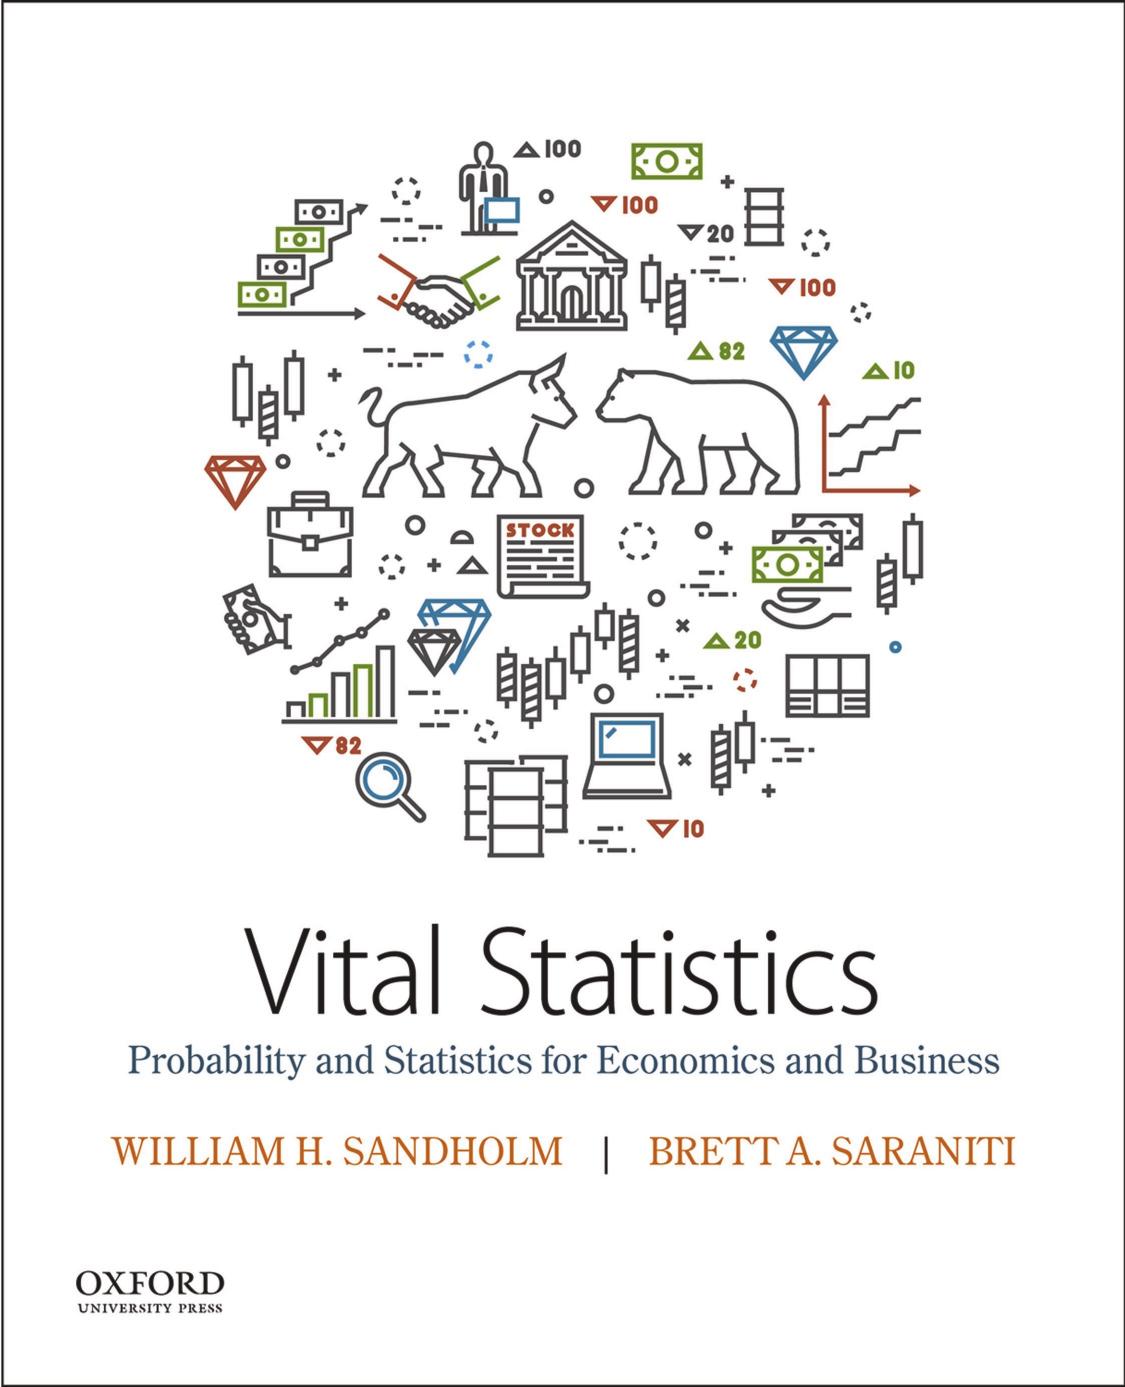 △ 100
▽ 100
▽ 20
▽ 100
△ 82
△ 10
STOCK
△ 20
▽ 82
▽ 10
Vital Statistics
Probability and Statistics for Economics and Business
WILLIAM H. SANDHOLM | BRETT A. SARANITI
OXFORD
UNIVERSITY PRESS